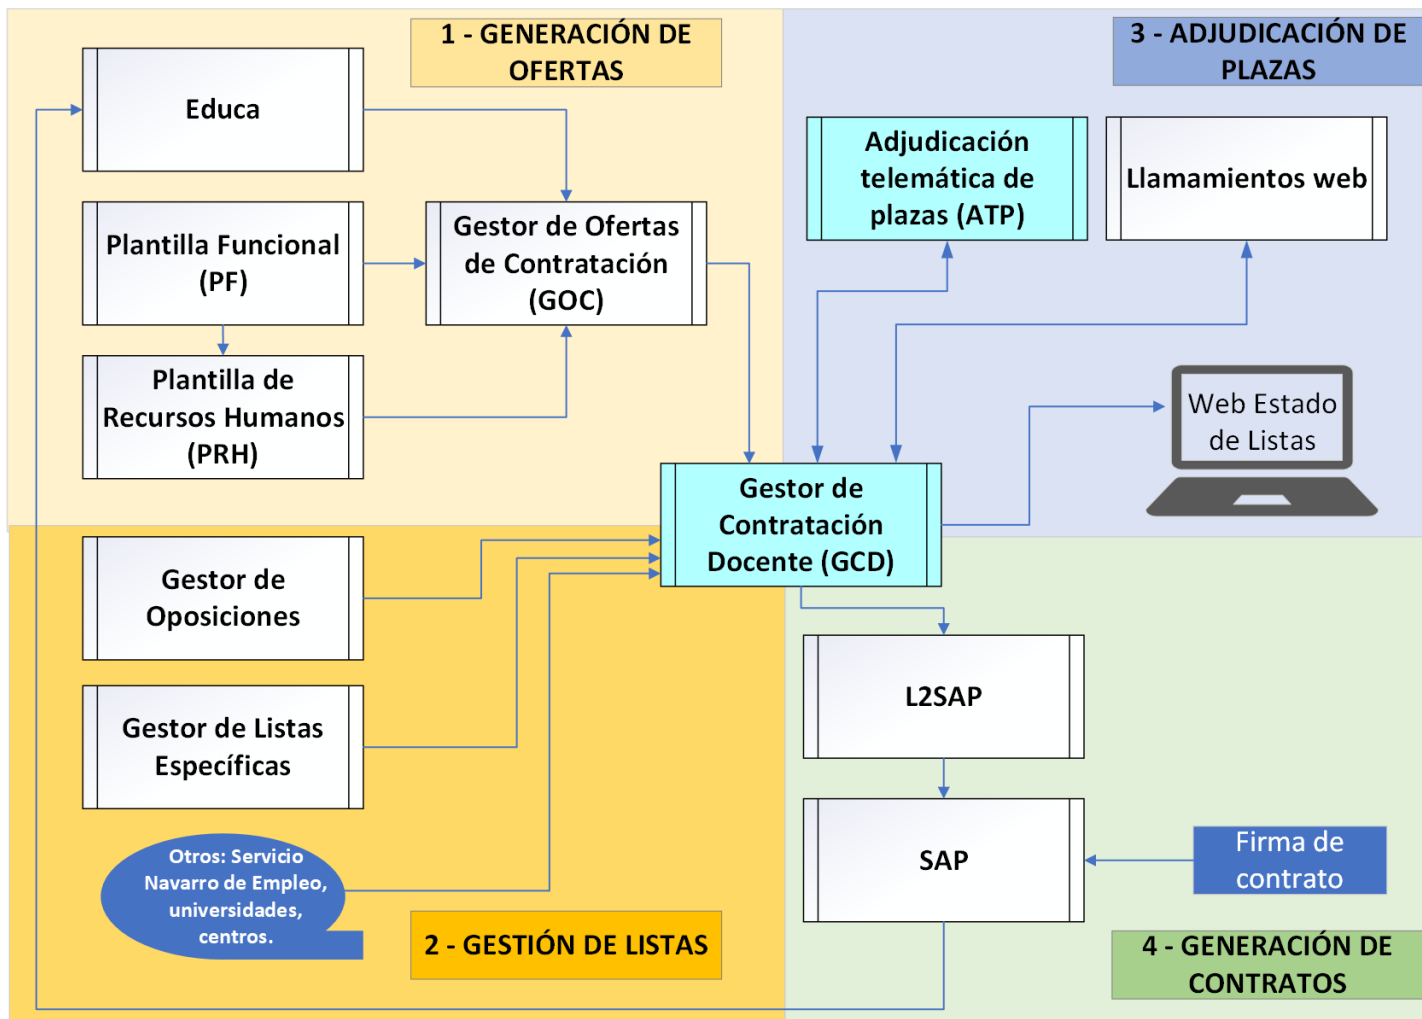 1 - GENERACIÓN DE
OFERTAS
Educa
Plantilla Funcional
(PF)
Gestor de Ofertas
de Contratación
(GOC)
Plantilla de
Recursos Humanos
(PRH)
3 - ADJUDICACIÓN DE
PLAZAS
Adjudicación
telemática de
plazas (ATP)
Llamamientos web
Web Estado
de Listas
Gestor de
Contratación
Docente (GCD)
Gestor de
Oposiciones
Gestor de Listas
Específicas
Otros: Servicio
Navarro de Empleo,
universidades,
centros.
2 - GESTIÓN DE LISTAS
L2SAP
SAP
Firma de
contrato
4 - GENERACIÓN DE
CONTRATOS